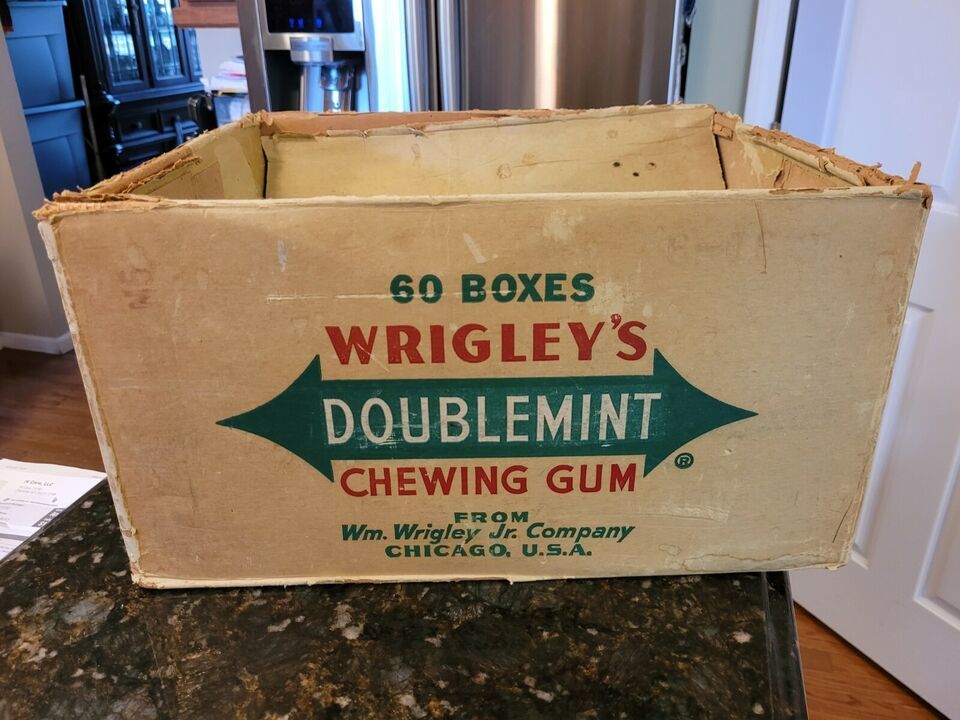 60 BOXES
WRIGLEY'S
DOUBLEMINT
®
CHEWING GUM
FROM
Wm. Wrigley Jr. Company
CHICAGO, U.S.A.